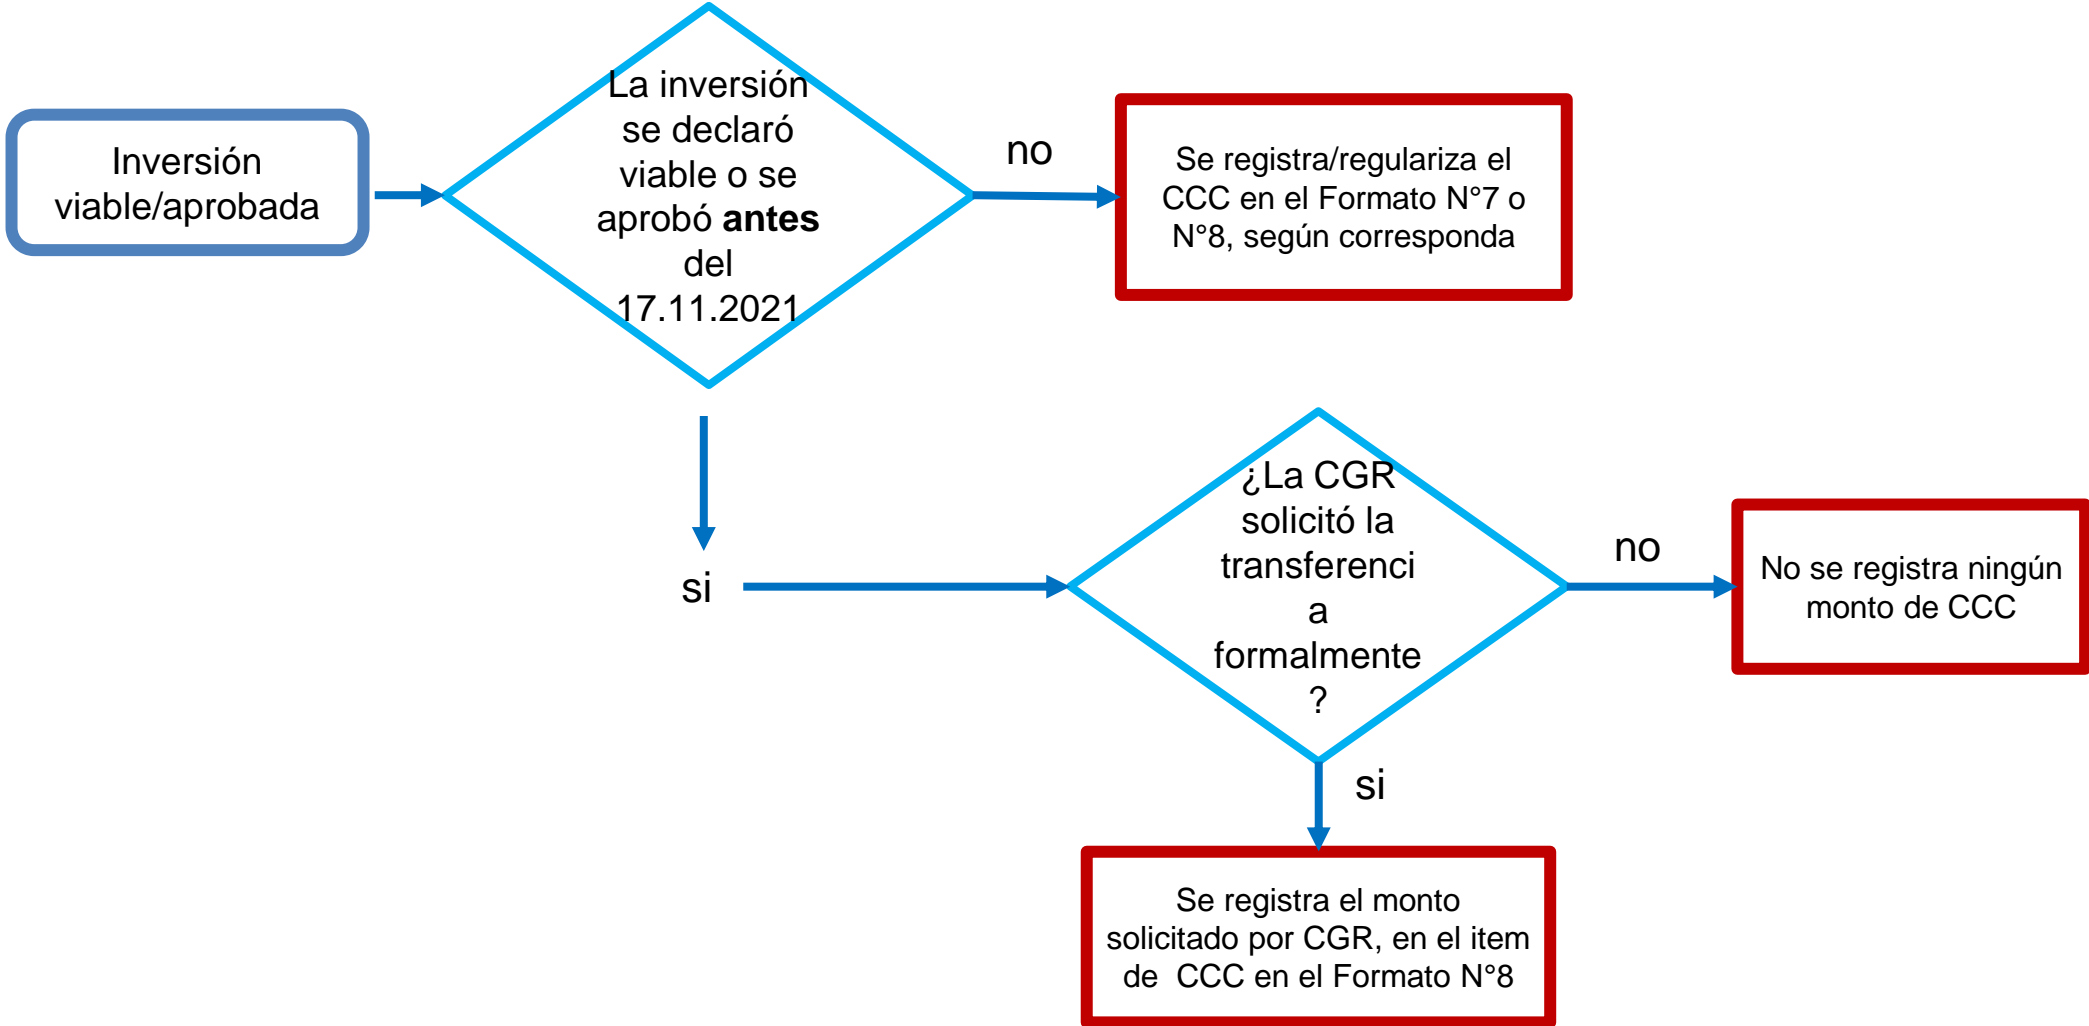 Inversión
viable/aprobada
La inversión
se declaró
viable o se
aprobó antes
del
17.11.2021
no
Se registra/regulariza el
CCC en el Formato N°7 o
N°8, según corresponda
si
¿La CGR
solicitó la
transferenci
a
formalmente
?
no
No se registra ningún
monto de CCC
si
Se registra el monto
solicitado por CGR, en el item
de  CCC en el Formato N°8